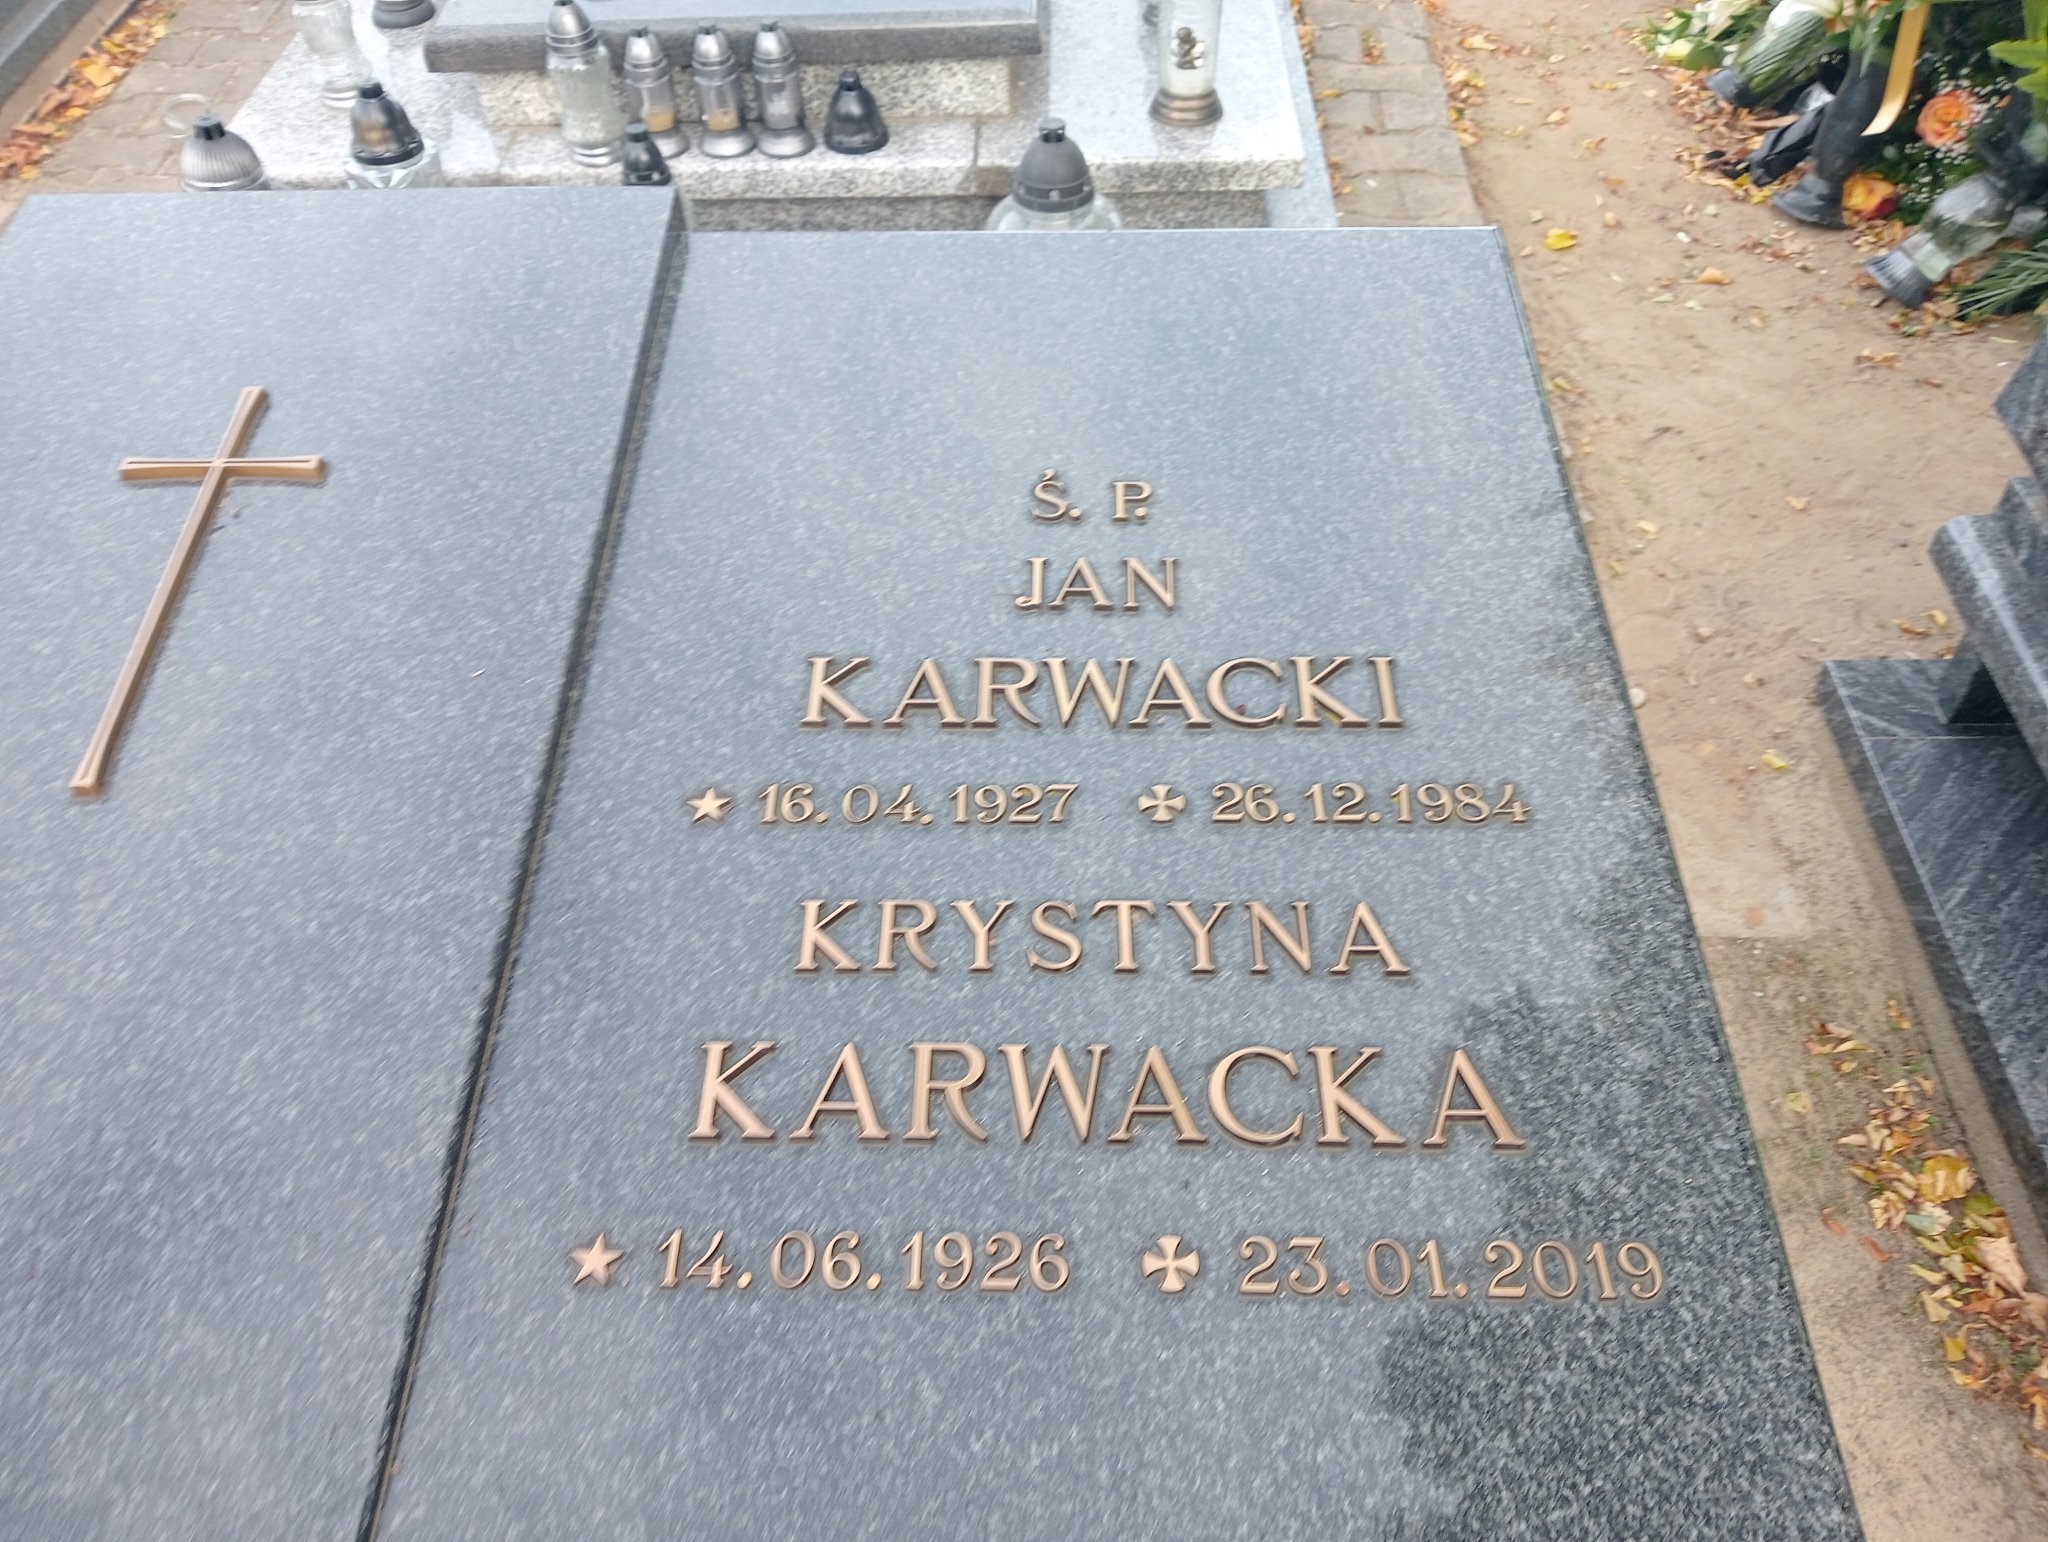 Ś. P.
JAN
KARWACKI
★ 16.04.1927 ✠ 26.12.1984
KRYSTYNA
KARWACKA
★ 14.06.1926 ✠ 23.01.2019